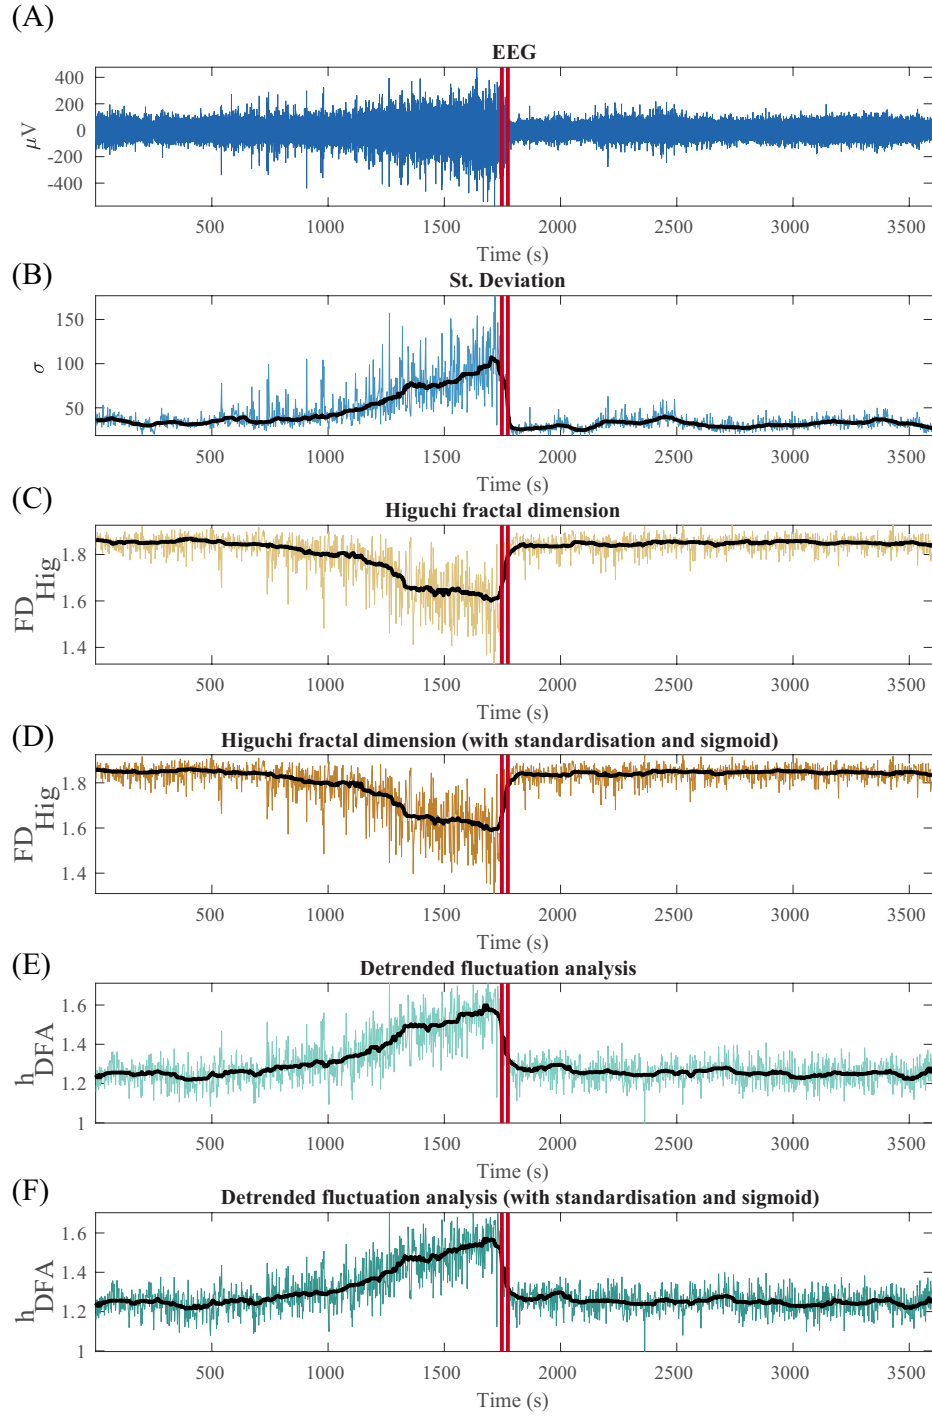 (A)
EEG
400
200
0
-200
-400
µV
500 1000 1500 2000 2500 3000 3500
Time (s)
(B)
St. Deviation
150
100
50
σ
500 1000 1500 2000 2500 3000 3500
Time (s)
(C)
Higuchi fractal dimension
1.8
1.6
1.4
FD_Hig
500 1000 1500 2000 2500 3000 3500
Time (s)
(D)
Higuchi fractal dimension (with standardisation and sigmoid)
1.8
1.6
1.4
FD_Hig
500 1000 1500 2000 2500 3000 3500
Time (s)
(E)
Detrended fluctuation analysis
1.6
1.4
1.2
1
h_DFA
500 1000 1500 2000 2500 3000 3500
Time (s)
(F)
Detrended fluctuation analysis (with standardisation and sigmoid)
1.6
1.4
1.2
1
h_DFA
500 1000 1500 2000 2500 3000 3500
Time (s)